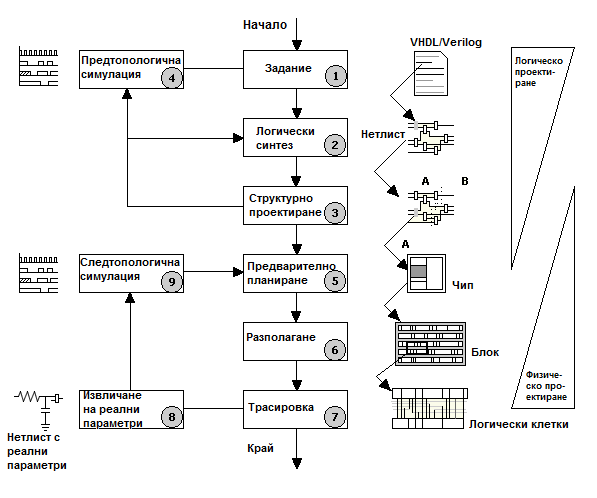 Начало
VHDL/Verilog
Предтопологична
симулация
4
Задание
1
Логическо
проекти-
ране
Логически
синтез
2
Нетлист
Структурно
проектиране
3
A
B
Следтопологична
симулация
9
Предварително
планиране
5
A
Чип
Разполагане
6
Блок
Физиче-
ско про-
ектиране
Извличане
на реални
параметри
8
Трасировка
7
Логически клетки
Нетлист с
реални
параметри
Край